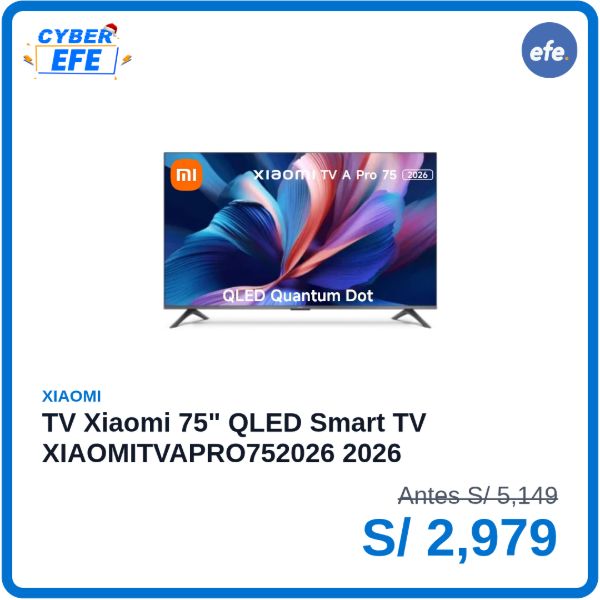 CYBER
EFE
efe.
mi
xiaomi TV A Pro 75 2026
QLED Quantum Dot
XIAOMI
TV Xiaomi 75" QLED Smart TV
XIAOMITVAPRO752026 2026
Antes S/ 5,149
S/ 2,979